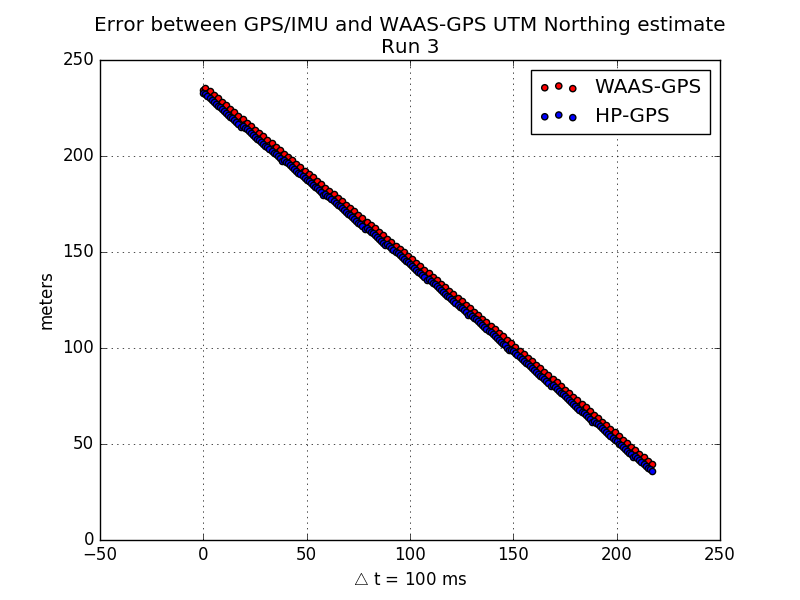 Error between GPS/IMU and WAAS-GPS UTM Northing estimate
Run 3
250
200
150
100
50
0
meters
WAAS-GPS
HP-GPS
−50
0
50
100
150
200
250
△ t = 100 ms